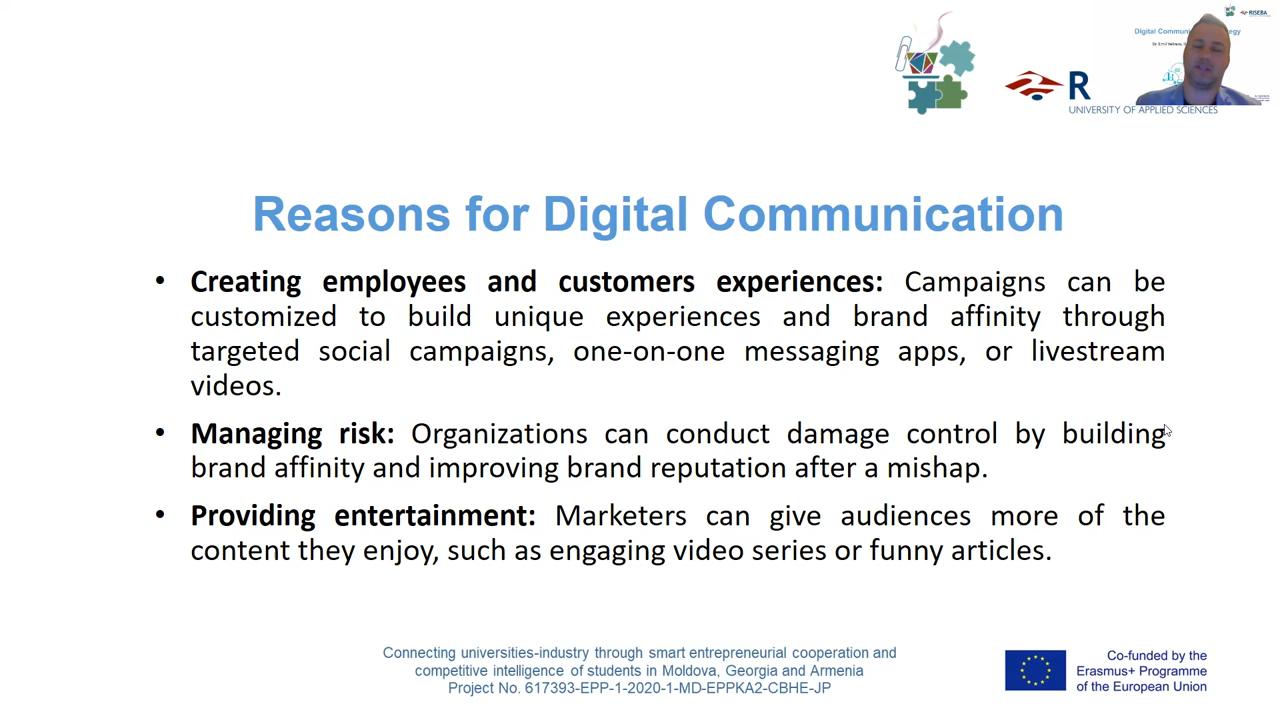 RISEBA
Digital Commu
gy
R
UNIVERSITY OF APPLIED SCIENCES
Reasons for Digital Communication
• Creating employees and customers experiences: Campaigns can be
customized to build unique experiences and brand affinity through
targeted social campaigns, one-on-one messaging apps, or livestream
videos.
• Managing risk: Organizations can conduct damage control by building
brand affinity and improving brand reputation after a mishap.
• Providing entertainment: Marketers can give audiences more of the
content they enjoy, such as engaging video series or funny articles.
Connecting universities-industry through smart entrepreneurial cooperation and
competitive intelligence of students in Moldova, Georgia and Armenia
Project No. 617393-EPP-1-2020-1-MD-EPPKA2-CBHE-JP
Co-funded by the
Erasmus+ Programme
of the European Union